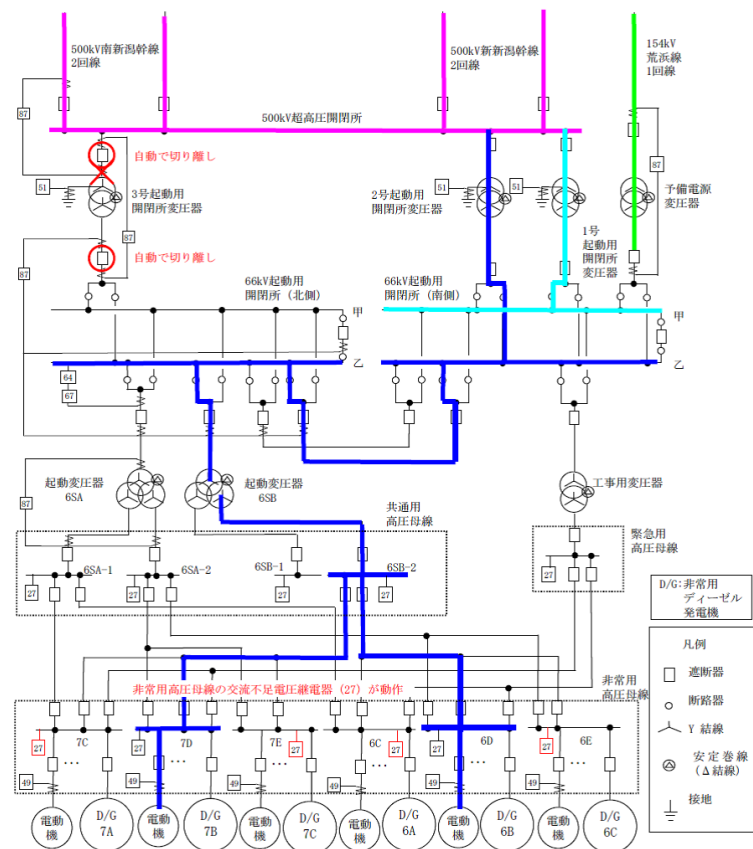 500kV南新潟幹線
2回線
500kV新新潟幹線
2回線
154kV
荒浜線
1回線
87
500kV超高圧開閉所
自動で切り離し
51
3号起動用
開閉所変圧器
87
87
自動で切り離し
51
2号起動用
開閉所変圧器
51
1号
起動用
開閉所
変圧器
87
予備電源
変圧器
66kV起動用
開閉所（北側）
甲
乙
66kV起動用
開閉所（南側）
甲
乙
64
67
87
起動変圧器
6SA
起動変圧器
6SB
工事用変圧器
共通用
高圧母線
緊急用
高圧母線
6SA-1
6SA-2
6SB-1
6SB-2
27
27
27
27
27
D/G:非常用
ディーゼル
発電機
凡例
遮断器
断路器
Y 結線
安定巻線
（Δ結線）
接地
非常用高圧母線の交流不足電圧継電器（27）が動作
非常用
高圧母線
7C
7D
7E
6C
6D
6E
27
27
27
27
27
27
…
…
…
…
…
…
49
49
49
49
49
49
電動
機
D/G
7A
電動
機
D/G
7B
電動
機
D/G
7C
電動
機
D/G
6A
電動
機
D/G
6B
電動
機
D/G
6C